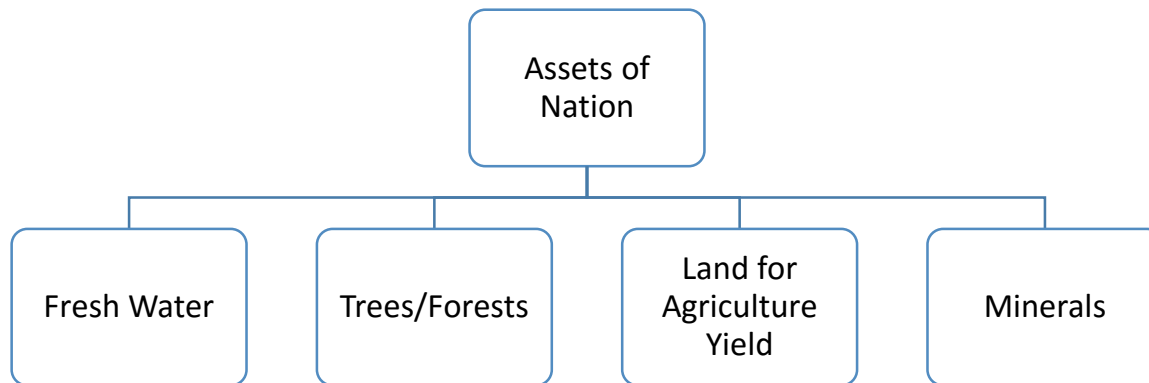 Assets of
Nation
Fresh Water
Trees/Forests
Land for
Agriculture
Yield
Minerals